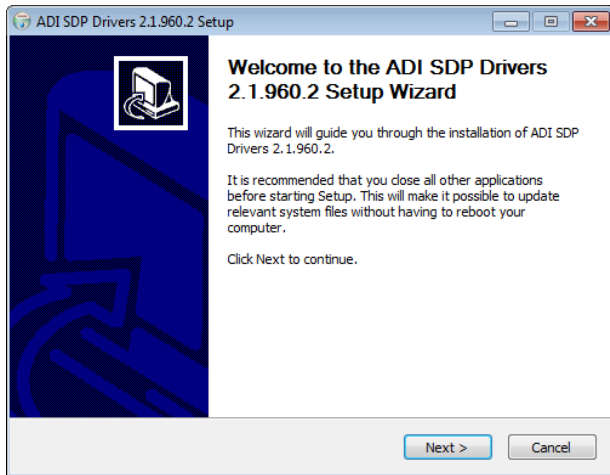 ADI SDP Drivers 2.1.960.2 Setup
Welcome to the ADI SDP Drivers
2.1.960.2 Setup Wizard
This wizard will guide you through the installation of ADI SDP
Drivers 2.1.960.2.
It is recommended that you close all other applications
before starting Setup. This will make it possible to update
relevant system files without having to reboot your
computer.
Click Next to continue.
Next >
Cancel